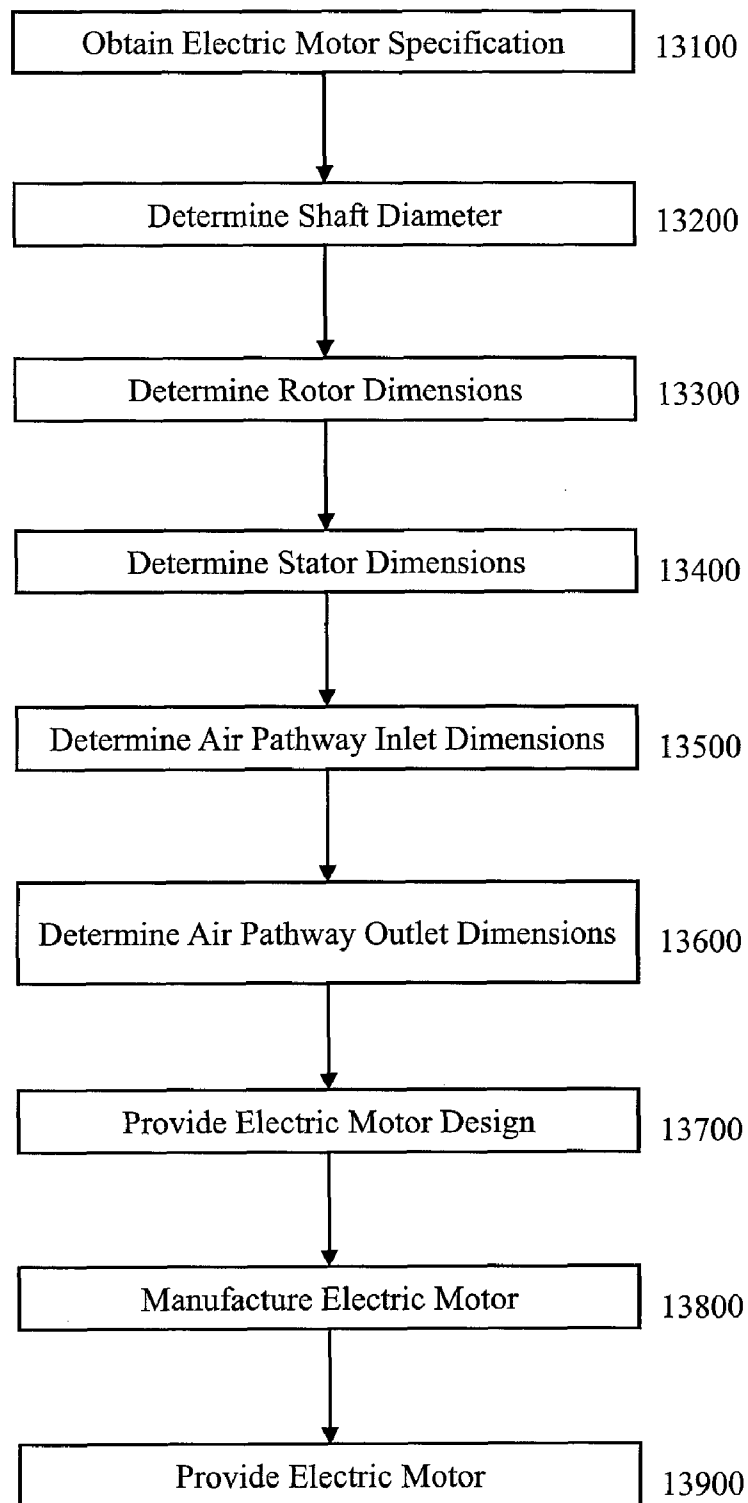 Obtain Electric Motor Specification 13100
Determine Shaft Diameter 13200
Determine Rotor Dimensions 13300
Determine Stator Dimensions 13400
Determine Air Pathway Inlet Dimensions 13500
Determine Air Pathway Outlet Dimensions 13600
Provide Electric Motor Design 13700
Manufacture Electric Motor 13800
Provide Electric Motor 13900